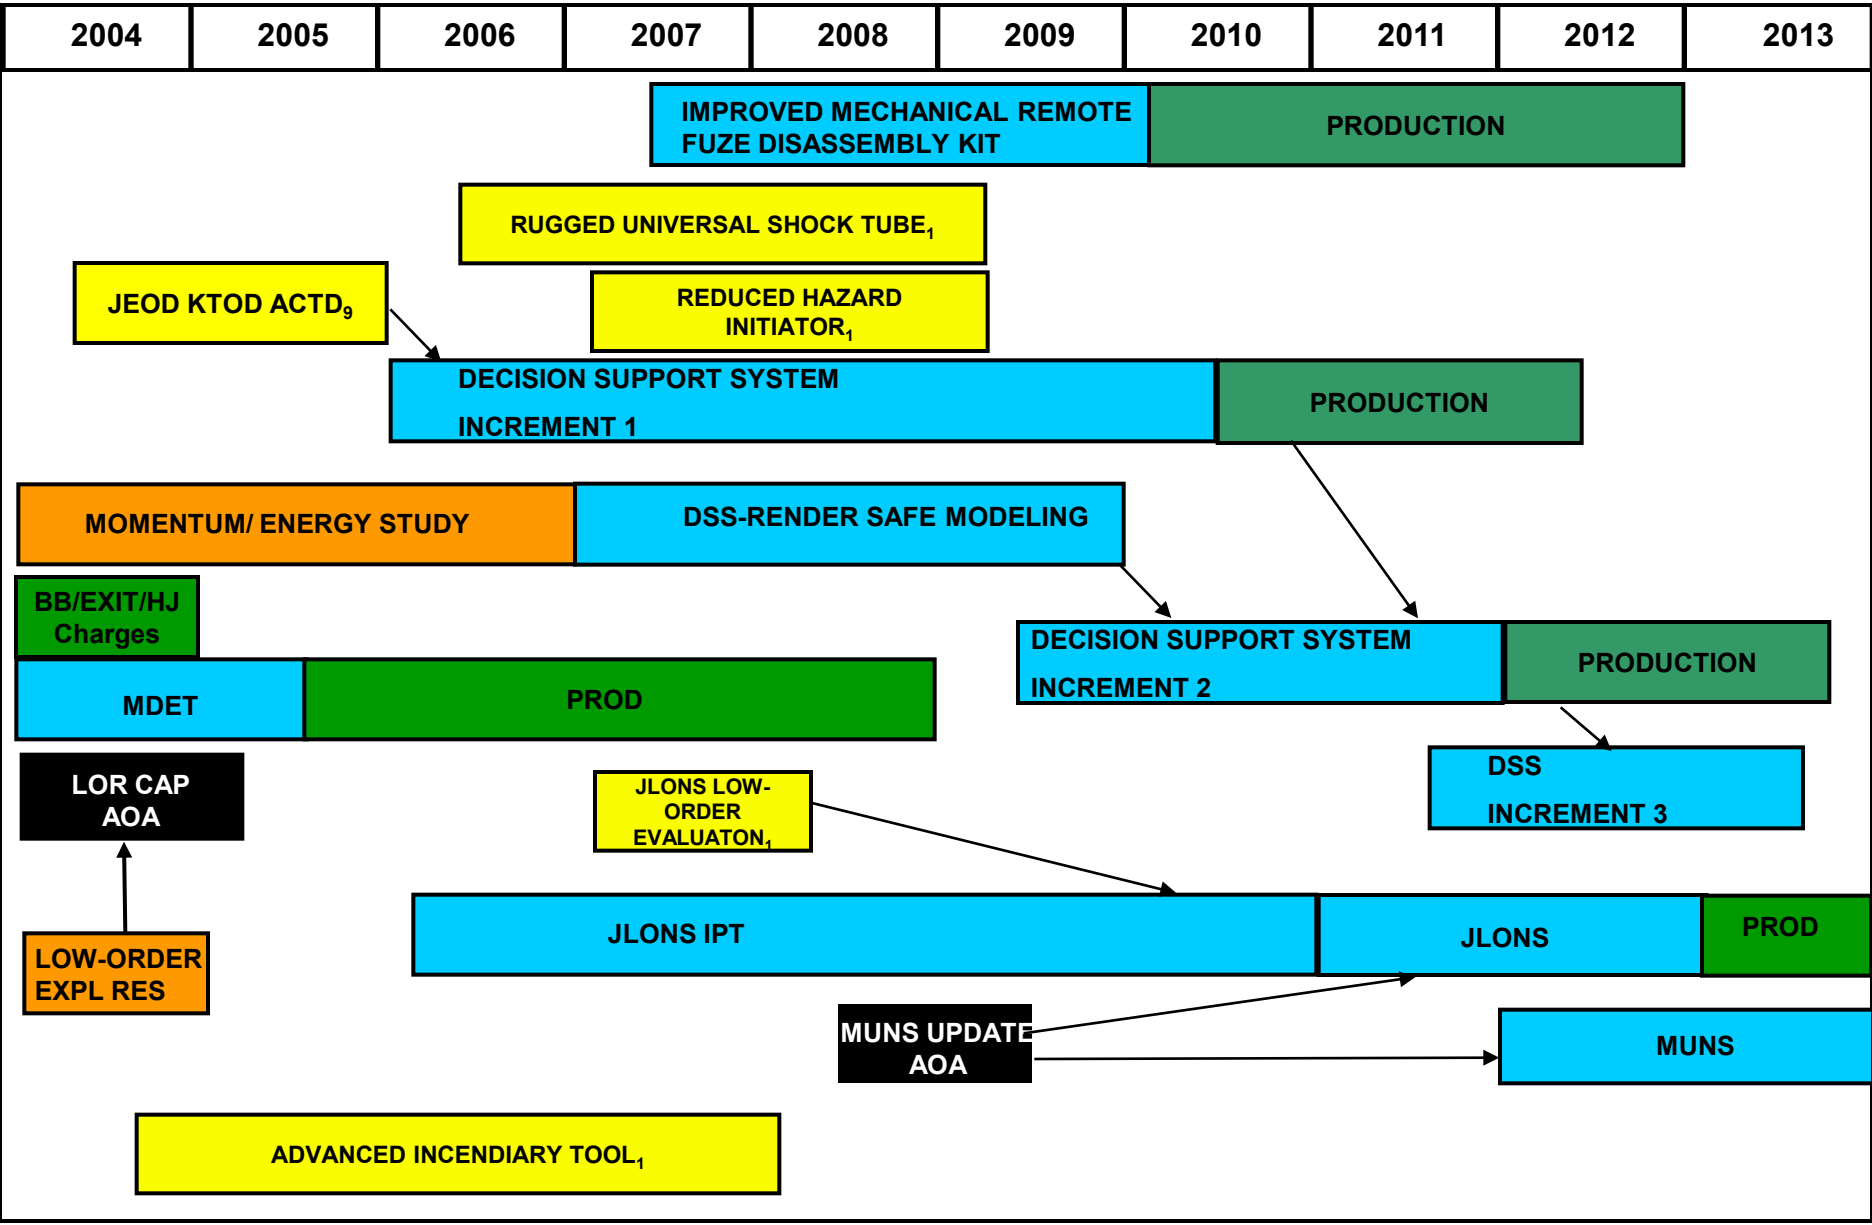 2004 2005 2006 2007 2008 2009 2010 2011 2012 2013
IMPROVED MECHANICAL REMOTE
FUZE DISASSEMBLY KIT
PRODUCTION
RUGGED UNIVERSAL SHOCK TUBE1
JEOD KTOD ACTD9
REDUCED HAZARD
INITIATOR1
DECISION SUPPORT SYSTEM
INCREMENT 1
PRODUCTION
MOMENTUM/ ENERGY STUDY
DSS-RENDER SAFE MODELING
BB/EXIT/HJ
Charges
DECISION SUPPORT SYSTEM
INCREMENT 2
PRODUCTION
MDET
PROD
LOR CAP
AOA
JLONS LOW-
ORDER
EVALUATON1
DSS
INCREMENT 3
JLONS IPT
JLONS
PROD
LOW-ORDER
EXPL RES
MUNS UPDATE
AOA
MUNS
ADVANCED INCENDIARY TOOL1